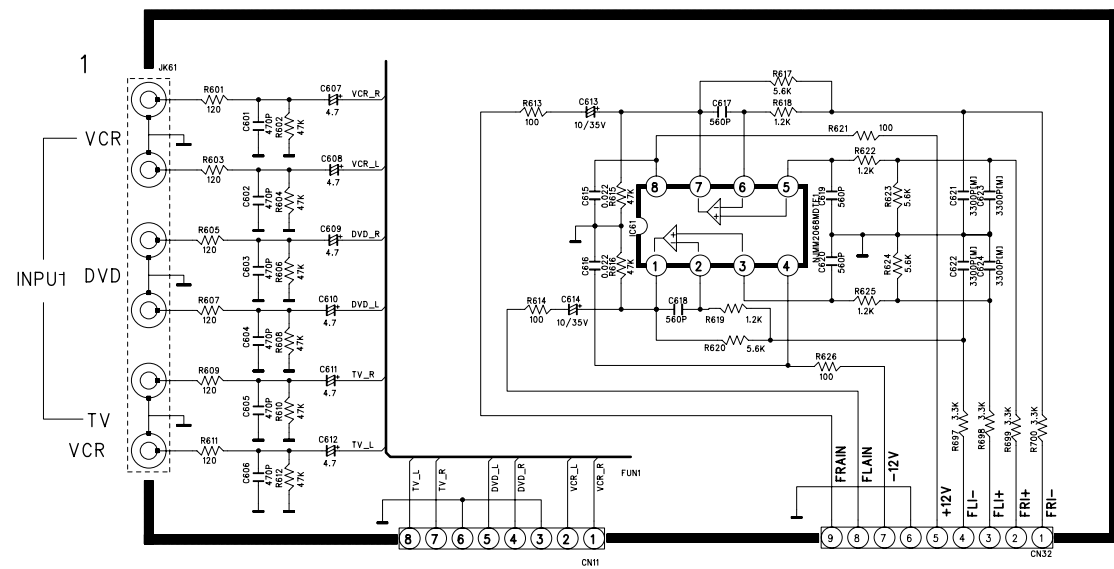 1
JK61
VCR
DVD
INPU1
TV
VCR
R601
120
C601
470P
R602
47K
C607
4.7
VCR_R
R603
120
C602
470P
R604
47K
C608
4.7
VCR_L
R605
120
C603
470P
R606
47K
C609
4.7
DVD_R
R607
120
C604
470P
R608
47K
C610
4.7
DVD_L
R609
120
C605
470P
R610
47K
C611
4.7
TV_R
R611
120
C606
470P
R612
47K
C612
4.7
TV_L
FUN1
TV_L
TV_R
DVD_L
DVD_R
VCR_L
VCR_R
8 7 6 5 4 3 2 1
CN11
R613
100
C613
10/35V
R617
5.6K
C617
560P
R618
1.2K
R621 100
R622
1.2K
C615
0.022
R615
47K
8 7 6 5
IC61
1 2 3 4
C619
560P
R623
5.6K
C621
3300P[M]
C623
3300P[M]
C616
0.022
R616
47K
C620
560P
R624
5.6K
C622
3300P[M]
C624
3300P[M]
R614
100
C614
10/35V
C618
560P
R619 1.2K
R620 5.6K
R625
1.2K
R626
100
R697 3.3K
R698 3.3K
R699 3.3K
R700 3.3K
FRAIN
FLAIN
-12V
+12V
FLI-
FLI+
FRI+
FRI-
9 8 7 6 5 4 3 2 1
CN32